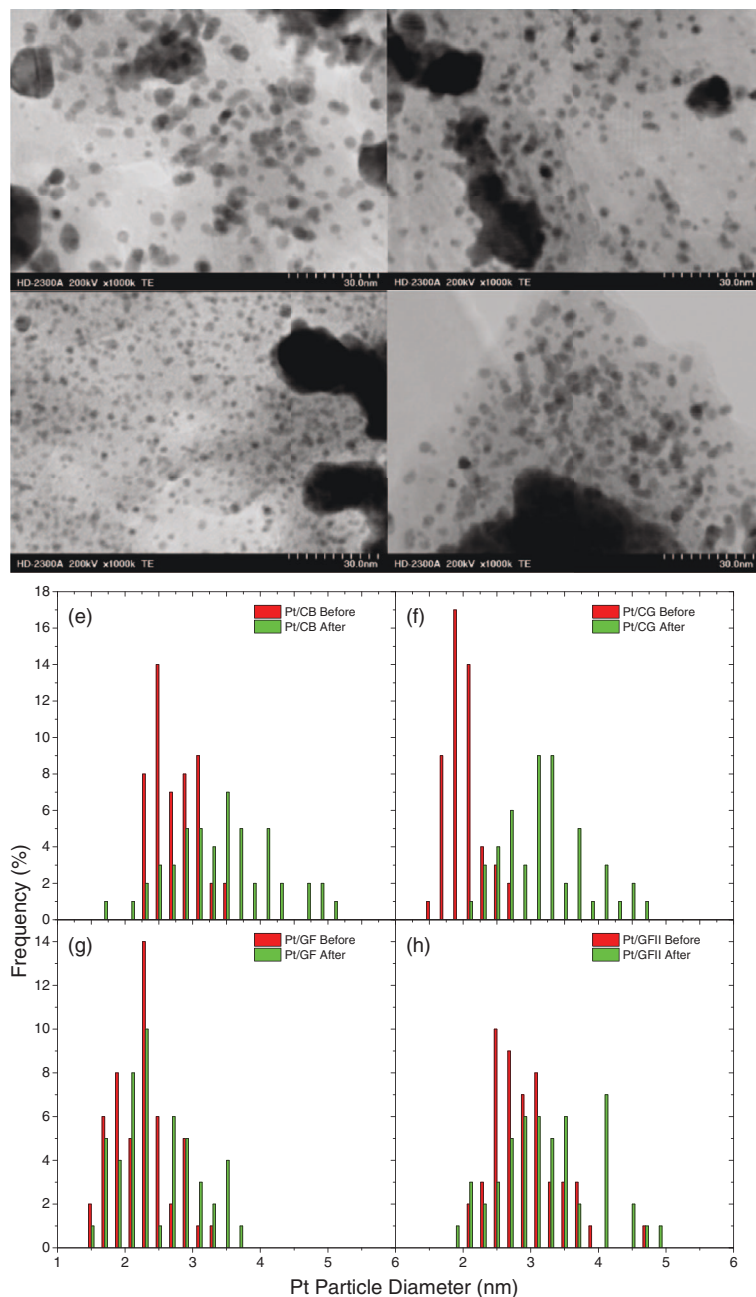 HD-2300A 200kV x1000k TE 30.0nm
HD-2300A 200kV x1000k TE 30.0nm
HD-2300A 200kV x1000k TE 30.0nm
HD-2300A 200kV x1000k TE 30.0nm
18
16
14
12
10
8
6
4
2
0
(e)
Pt/CB Before
Pt/CB After
(f)
Pt/CG Before
Pt/CG After
14
12
10
8
6
4
2
0
(g)
Pt/GF Before
Pt/GF After
(h)
Pt/GFII Before
Pt/GFII After
Frequency (%)
1 2 3 4 5 6 2 3 4 5 6
Pt Particle Diameter (nm)